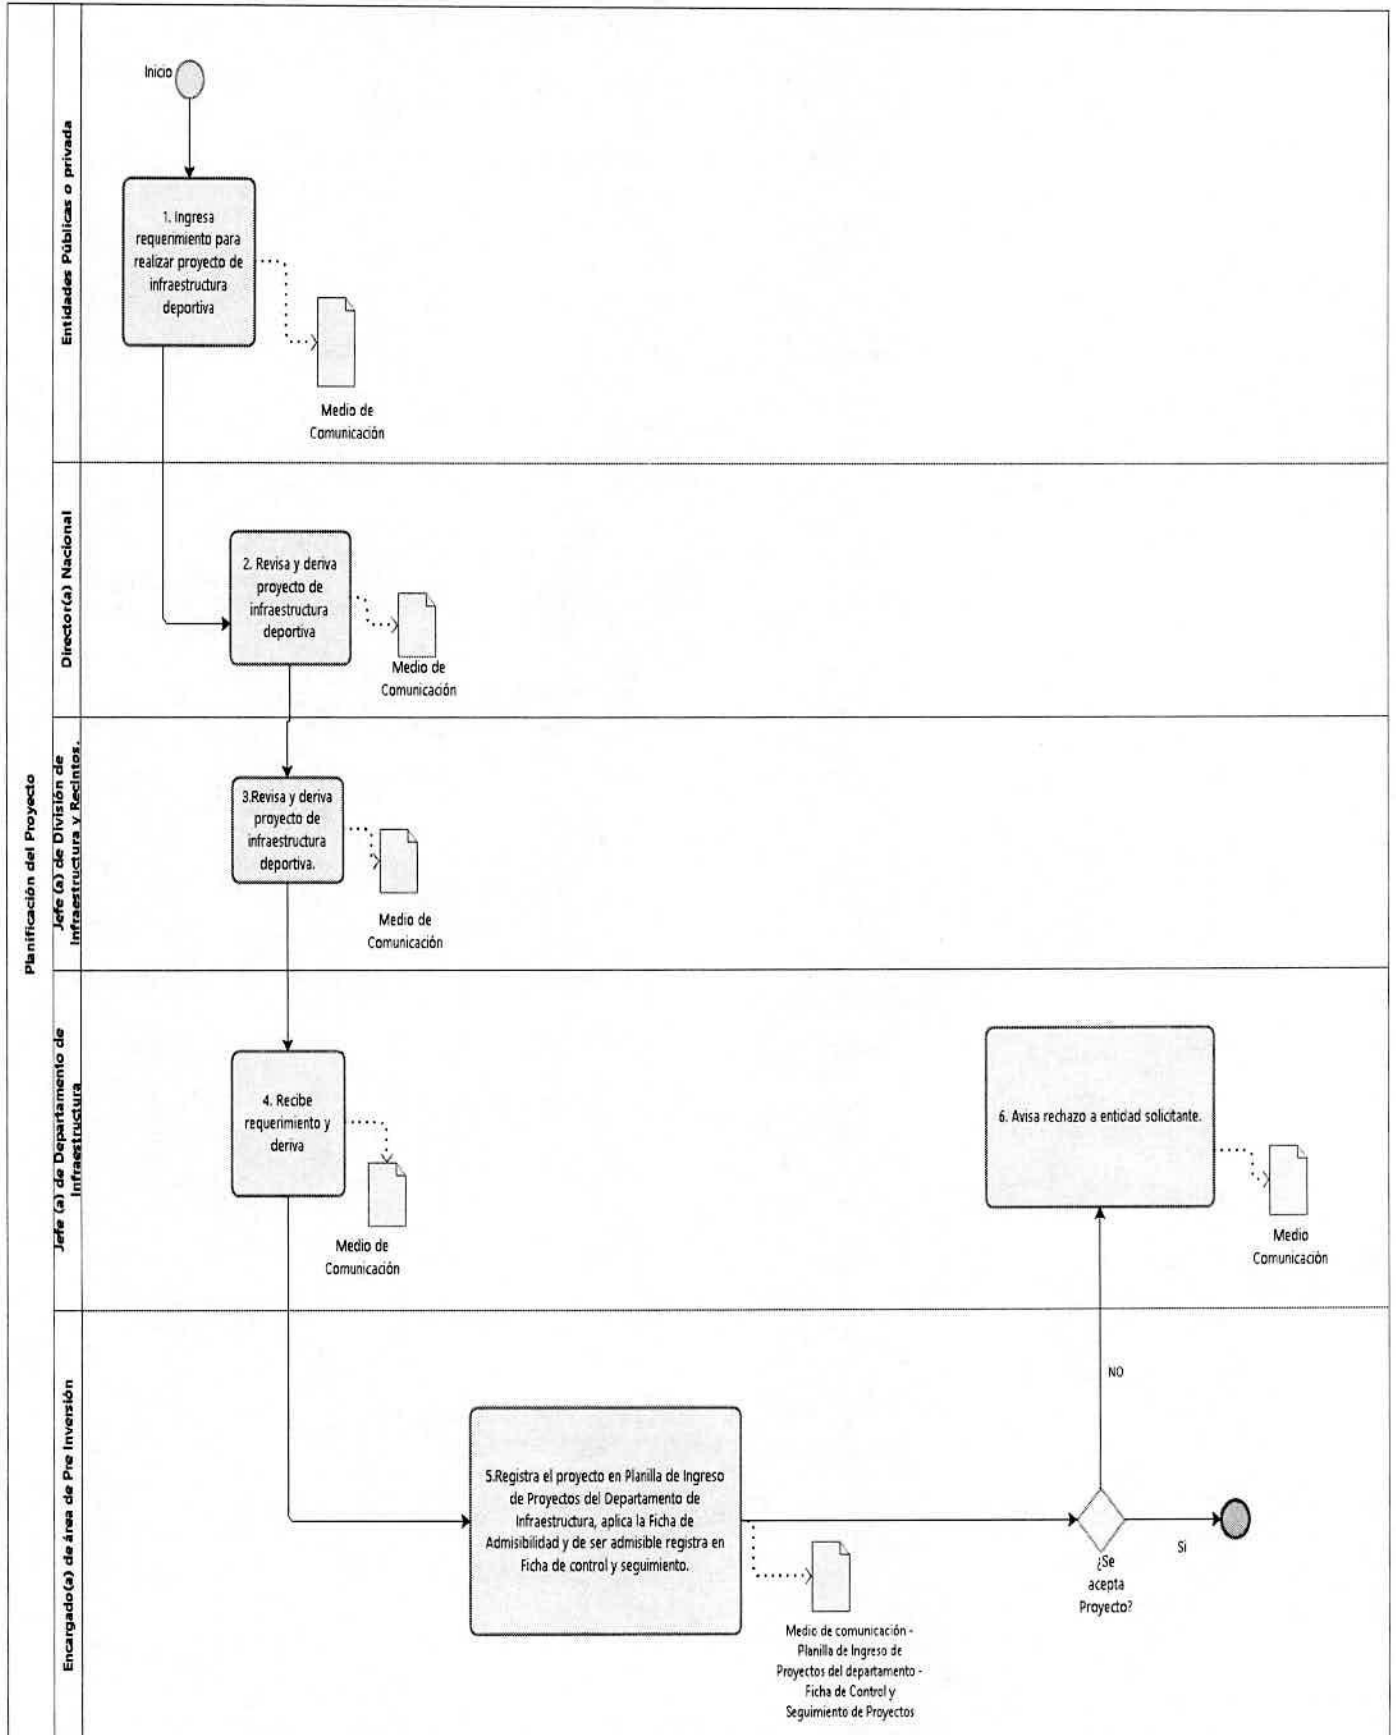 Planificación del Proyecto
Entidades Públicas o privada
Inicio
1. Ingresa
requerimiento para
realizar proyecto de
infraestructura
deportiva
Medio de
Comunicación
Director(a) Nacional
2. Revisa y deriva
proyecto de
infraestructura
deportiva
Medio de
Comunicación
Jefe (a) de División de
Infraestructura y Recintos.
3.Revisa y deriva
proyecto de
infraestructura
deportiva.
Medio de
Comunicación
Jefe (a) de Departamento de
Infraestructura
4. Recibe
requerimiento y
deriva
Medio de
Comunicación
6. Avisa rechazo a entidad solicitante.
Medio
Comunicación
Encargado(a) de área de Pre Inversión
5.Registra el proyecto en Planilla de Ingreso
de Proyectos del Departamento de
Infraestructura, aplica la Ficha de
Admisibilidad y de ser admisible registra en
Ficha de control y seguimiento.
Medio de comunicación -
Planilla de Ingreso de
Proyectos del departamento -
Ficha de Control y
Seguimiento de Proyectos
NO
¿Se
acepta
Proyecto?
Si